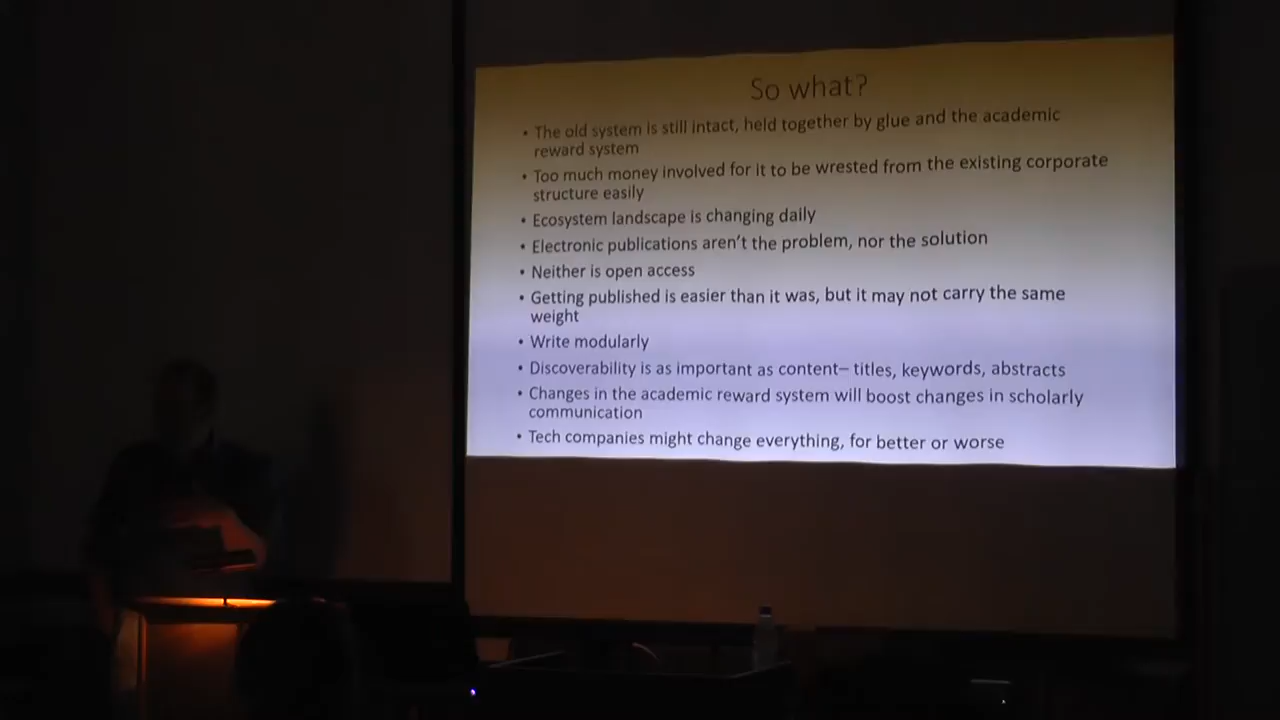 So what?
• The old system is still intact, held together by glue and the academic
reward system
• Too much money involved for it to be wrested from the existing corporate
structure easily
• Ecosystem landscape is changing daily
• Electronic publications aren't the problem, nor the solution
• Neither is open access
• Getting published is easier than it was, but it may not carry the same
weight
• Write modularly
• Discoverability is as important as content– titles, keywords, abstracts
• Changes in the academic reward system will boost changes in scholarly
communication
• Tech companies might change everything, for better or worse